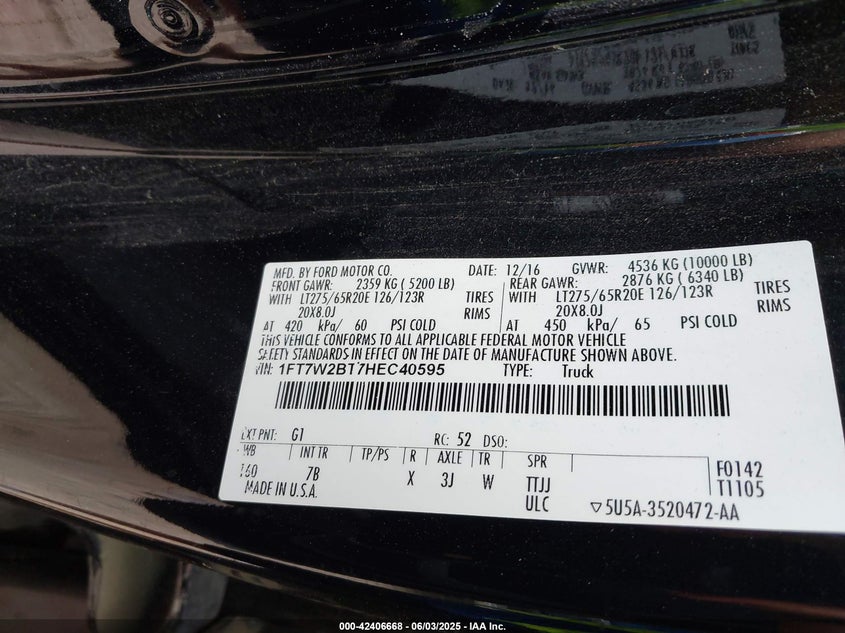 MFD. BY FORD MOTOR CO. DATE: 12/16 GVWR: 4536 KG (10000 LB)
FRONT GAWR: 2359 KG ( 5200 LB) REAR GAWR: 2876 KG ( 6340 LB)
WITH LT275/65R20E 126/123R TIRES WITH LT275/65R20E 126/123R TIRES
20X8.0J RIMS 20X8.0J RIMS
AT 420 kPa/ 60 PSI COLD AT 450 kPa/ 65 PSI COLD
THIS VEHICLE CONFORMS TO ALL APPLICABLE FEDERAL MOTOR VEHICLE
SAFETY STANDARDS IN EFFECT ON THE DATE OF MANUFACTURE SHOWN ABOVE.
VIN: 1FT7W2BT7HEC40595 TYPE: Truck
EXT PNT: G1 RC: 52 DSO:
WB INT TR TP/PS R AXLE TR SPR
160 7B X 3J W TTJJ
F0142
T1105
MADE IN U.S.A. ULC
▽5U5A-3520472-AA
000-42406668 - 06/03/2025 - IAA Inc.